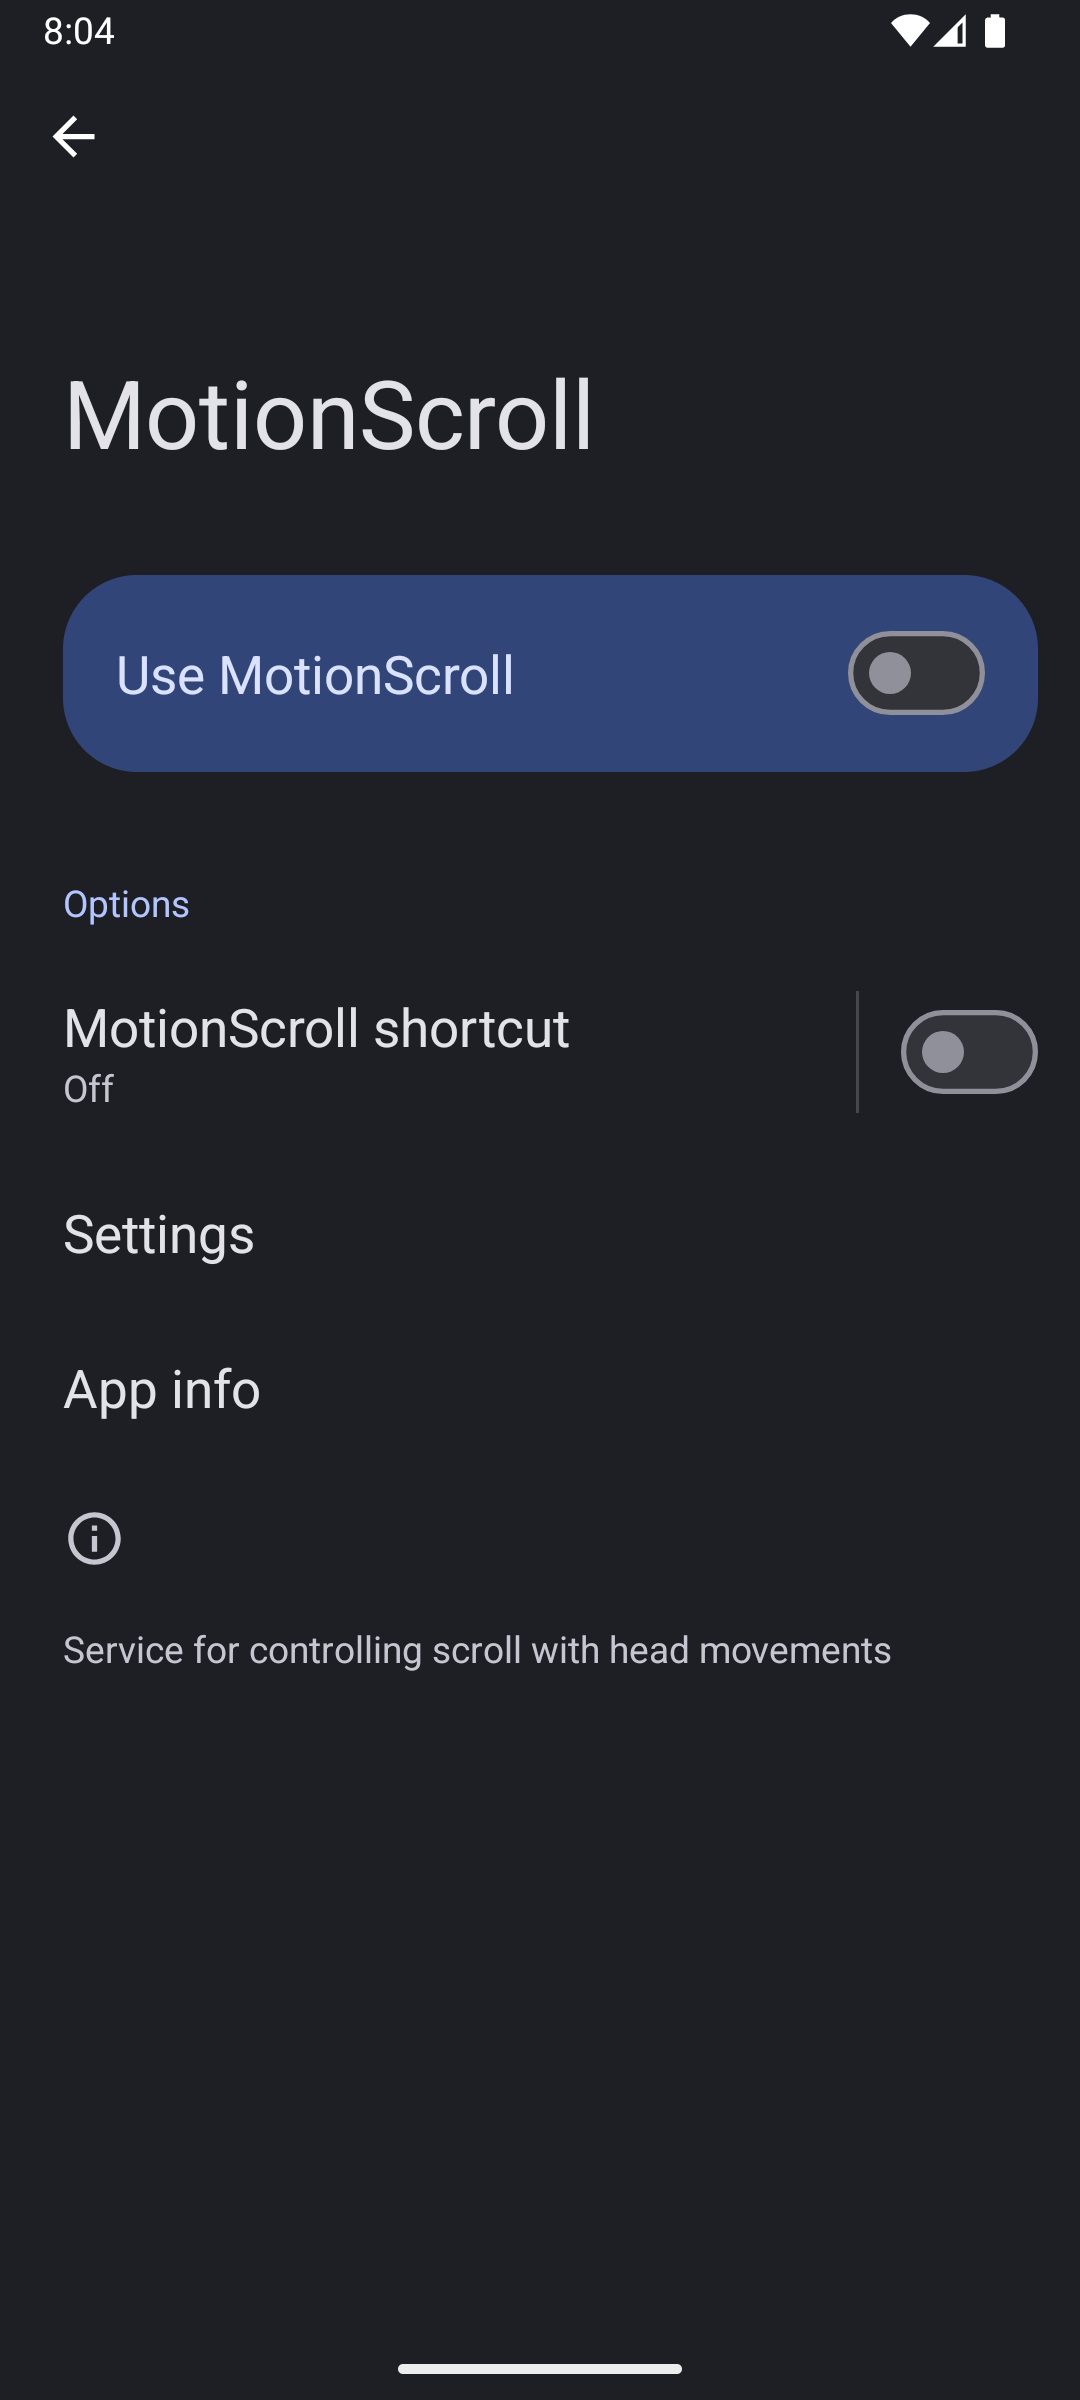 8:04
MotionScroll
Use MotionScroll
Options
MotionScroll shortcut
Off
Settings
App info
Service for controlling scroll with head movements